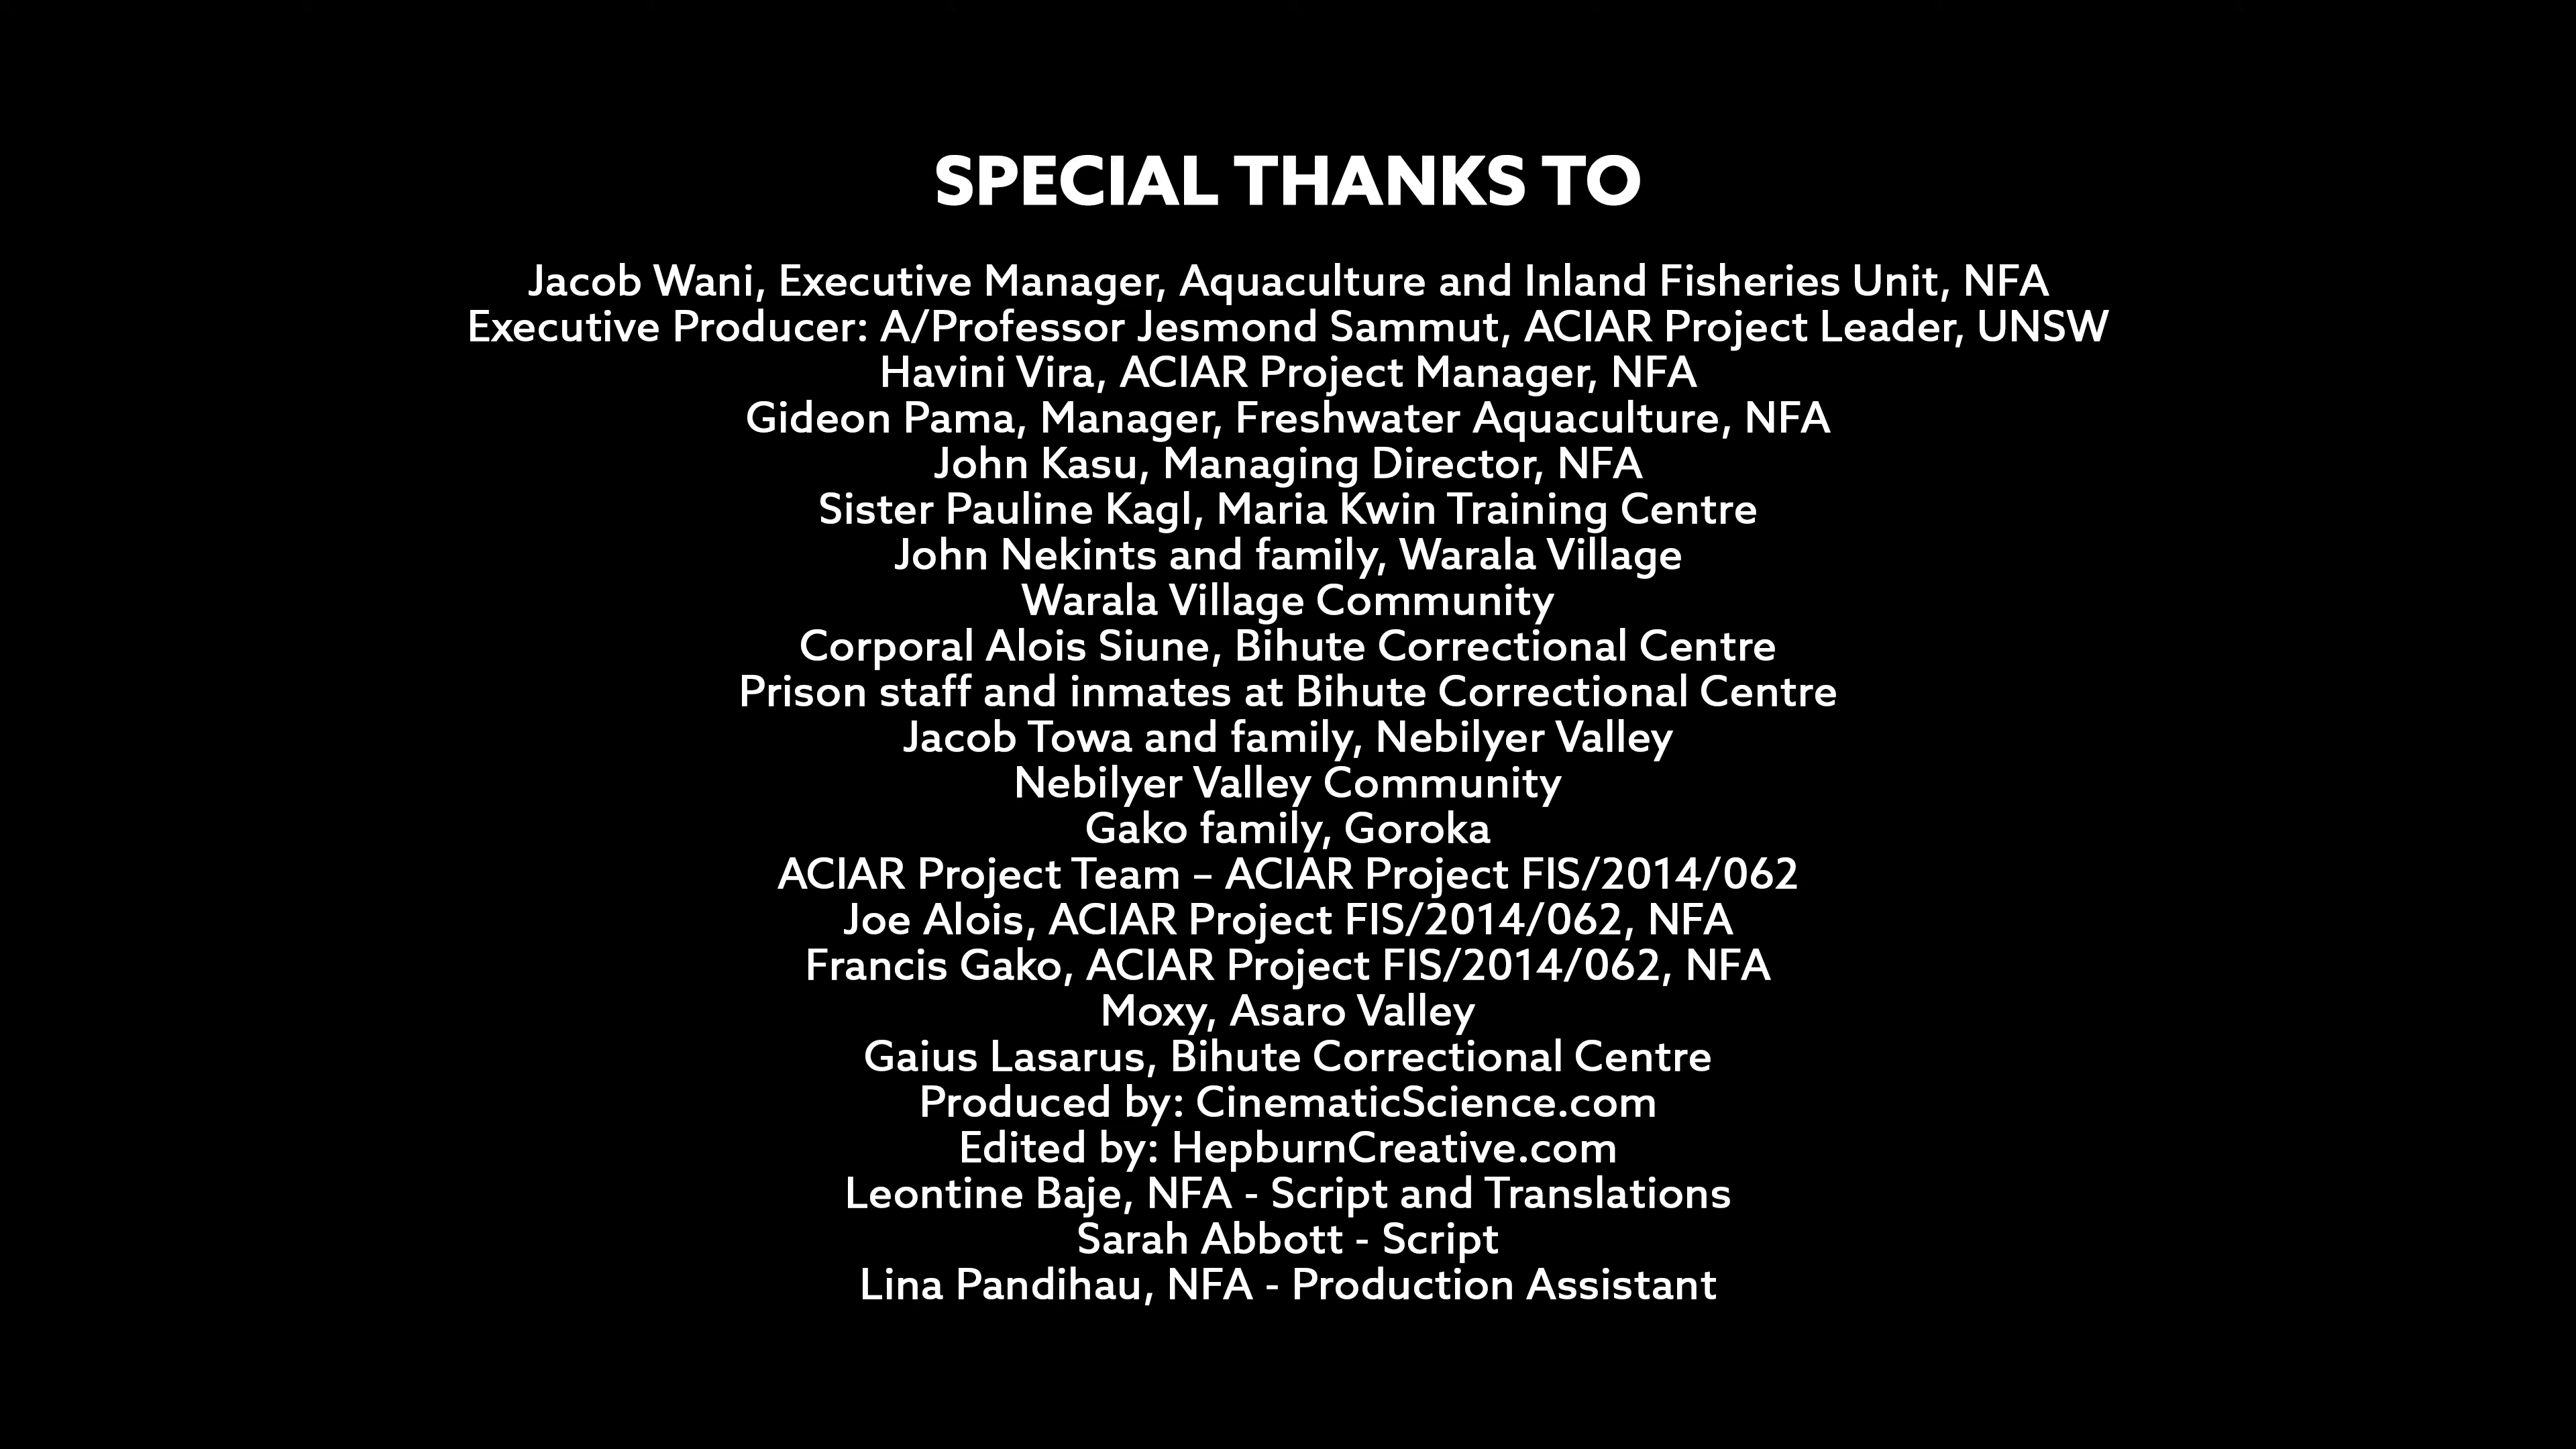 SPECIAL THANKS TO
Jacob Wani, Executive Manager, Aquaculture and Inland Fisheries Unit, NFA
Executive Producer: A/Professor Jesmond Sammut, ACIAR Project Leader, UNSW
Havini Vira, ACIAR Project Manager, NFA
Gideon Pama, Manager, Freshwater Aquaculture, NFA
John Kasu, Managing Director, NFA
Sister Pauline Kagl, Maria Kwin Training Centre
John Nekints and family, Warala Village
Warala Village Community
Corporal Alois Siune, Bihute Correctional Centre
Prison staff and inmates at Bihute Correctional Centre
Jacob Towa and family, Nebilyer Valley
Nebilyer Valley Community
Gako family, Goroka
ACIAR Project Team – ACIAR Project FIS/2014/062
Joe Alois, ACIAR Project FIS/2014/062, NFA
Francis Gako, ACIAR Project FIS/2014/062, NFA
Moxy, Asaro Valley
Gaius Lasarus, Bihute Correctional Centre
Produced by: CinematicScience.com
Edited by: HepburnCreative.com
Leontine Baje, NFA - Script and Translations
Sarah Abbott - Script
Lina Pandihau, NFA - Production Assistant